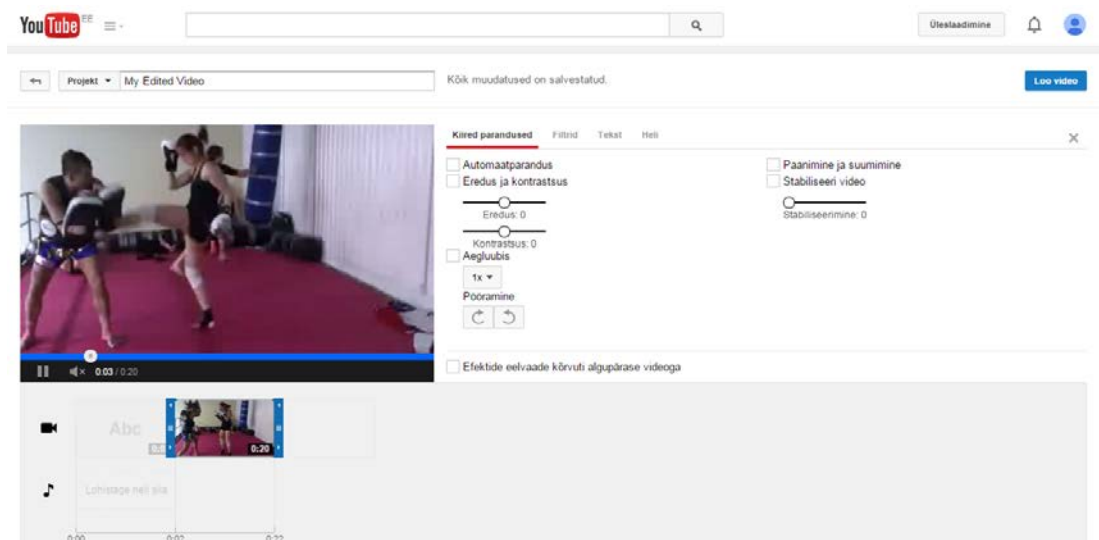 YouTube EE
Üleslaadimine
Projekt
My Edited Video
Kõik muudatused on salvestatud.
Loo video
Kiired parandused Filtrid Tekst Heli
Automaatparandus
Eredus ja kontrastsus
Eredus: 0
Kontrastsus: 0
Aegluubis
1x
Pööramine
Paanimine ja suumimine
Stabiliseeri video
Stabiliseerimine: 0
0:03 / 0:20
Efektide eelvaade kõrvuti algupärase videoga
Abc
0:20
Lohistage heli siia
0:00 0:02 0:22